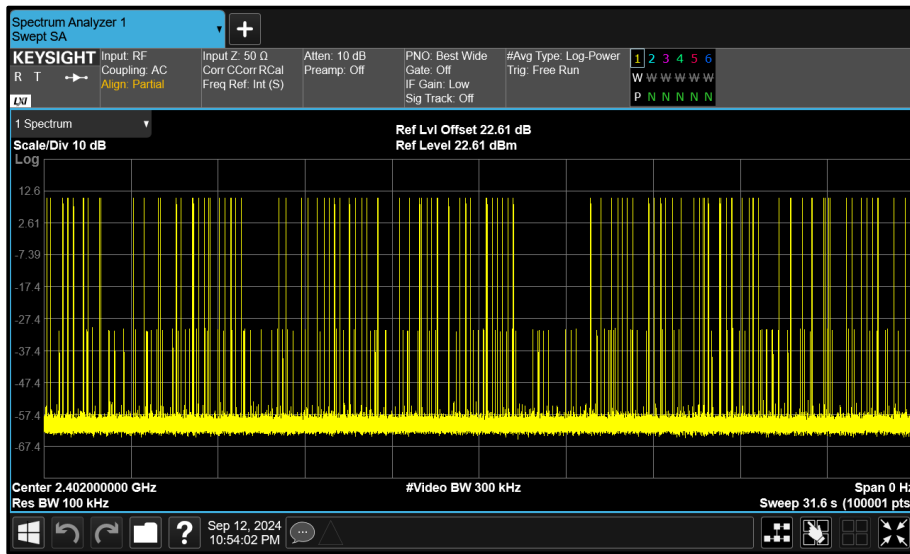 Spectrum Analyzer 1
Swept SA
+
KEYSIGHT Input: RF Input Z: 50 Ω Atten: 10 dB PNO: Best Wide #Avg Type: Log-Power 1 2 3 4 5 6
R T Coupling: AC Corr CCorr RCal Preamp: Off Gate: Off Trig: Free Run W W W W W W
Align: Partial Freq Ref: Int (S) IF Gain: Low P N N N N N
LXI Sig Track: Off
1 Spectrum Ref Lvl Offset 22.61 dB
Scale/Div 10 dB Ref Level 22.61 dBm
Log
12.6
2.61
-7.39
-17.4
-27.4
-37.4
-47.4
-57.4
-67.4
Center 2.402000000 GHz #Video BW 300 kHz Span 0 Hz
Res BW 100 kHz Sweep 31.6 s (100001 pts
? Sep 12, 2024
10:54:02 PM